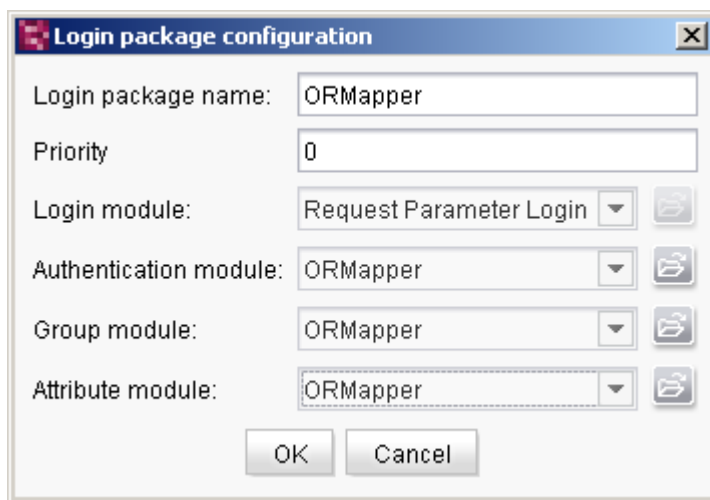 Login package configuration
Login package name: ORMapper
Priority 0
Login module: Request Parameter Login
Authentication module: ORMapper
Group module: ORMapper
Attribute module: ORMapper
OK Cancel